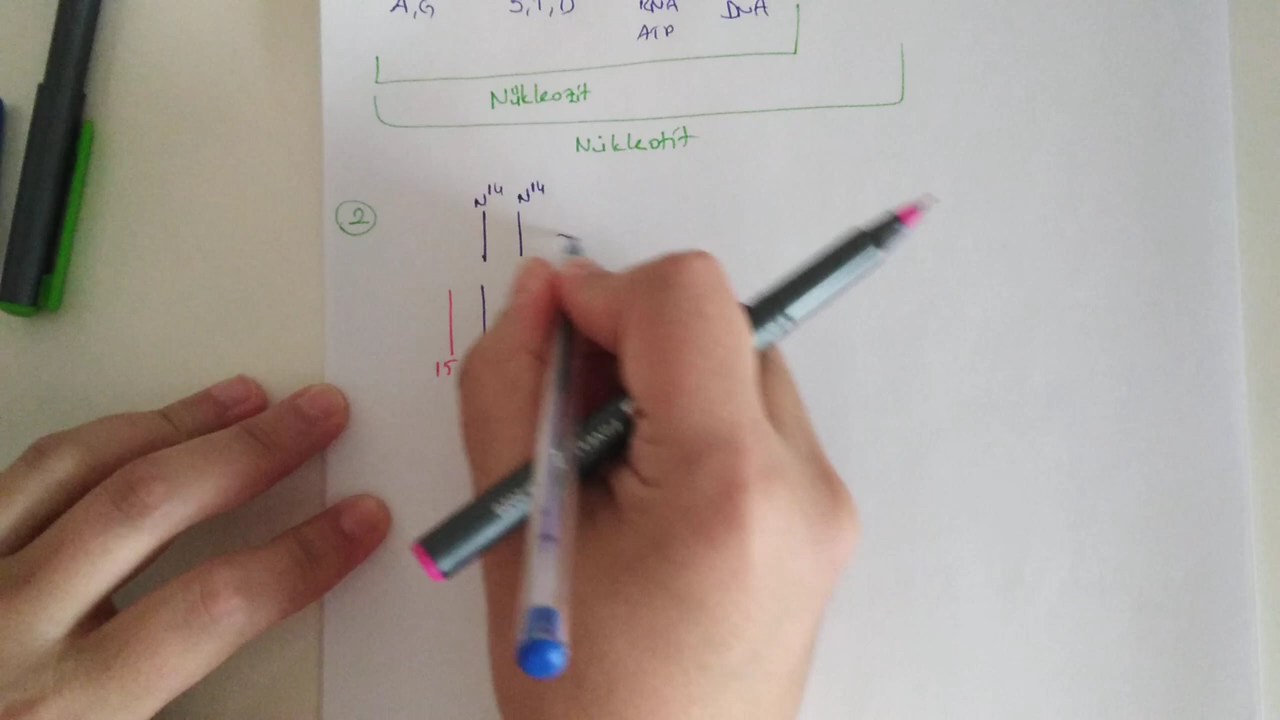 A,G S,T,U RNA DNA
ATP
Nükleozit
Nükleotit
2 N14 N14
15